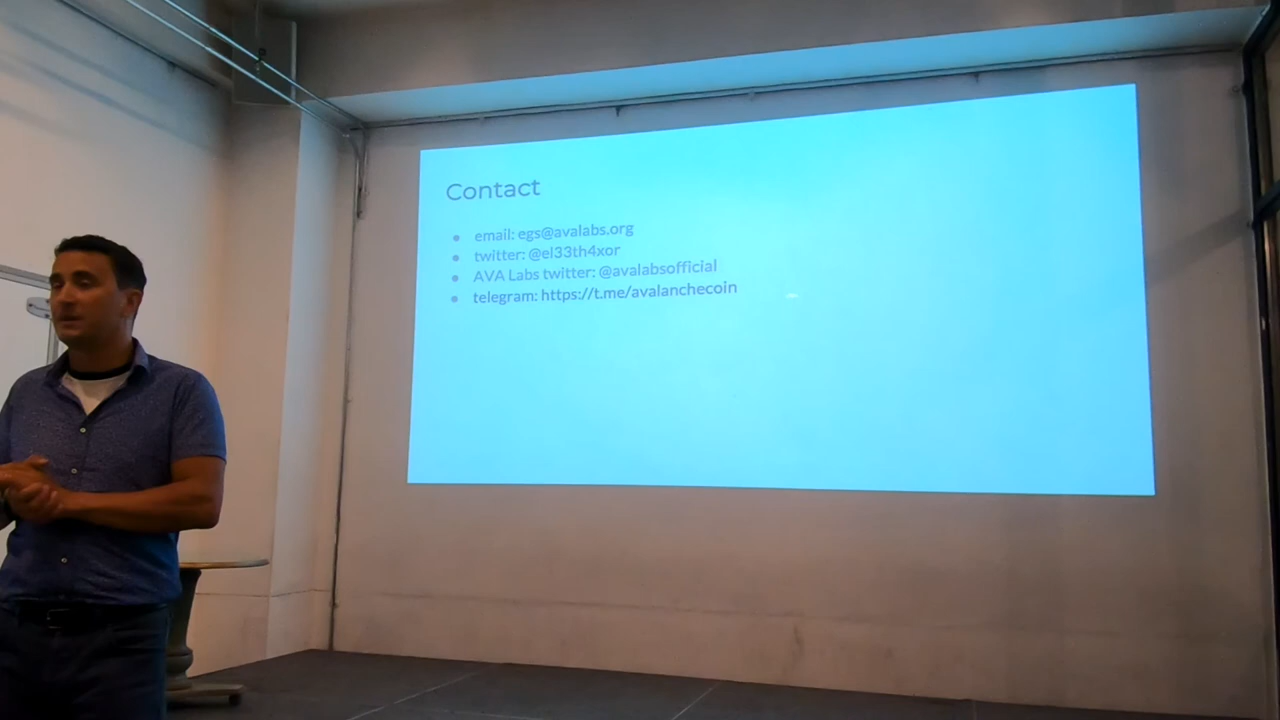 Contact
email: egs@avalabs.org
twitter: @el33th4xor
AVA Labs twitter: @avalabsofficial
telegram: https://t.me/avalanchecoin